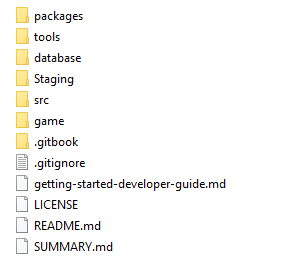 packages
tools
database
Staging
src
game
.gitbook
.gitignore
getting-started-developer-guide.md
LICENSE
README.md
SUMMARY.md